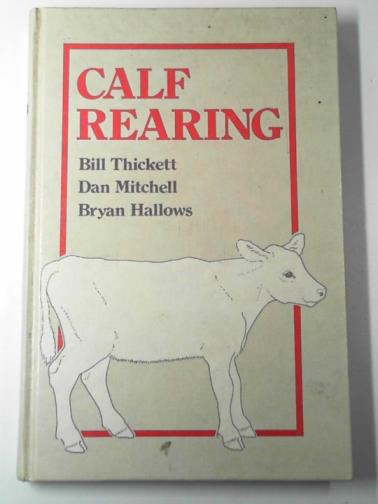 CALF
REARING
Bill Thickett
Dan Mitchell
Bryan Hallows